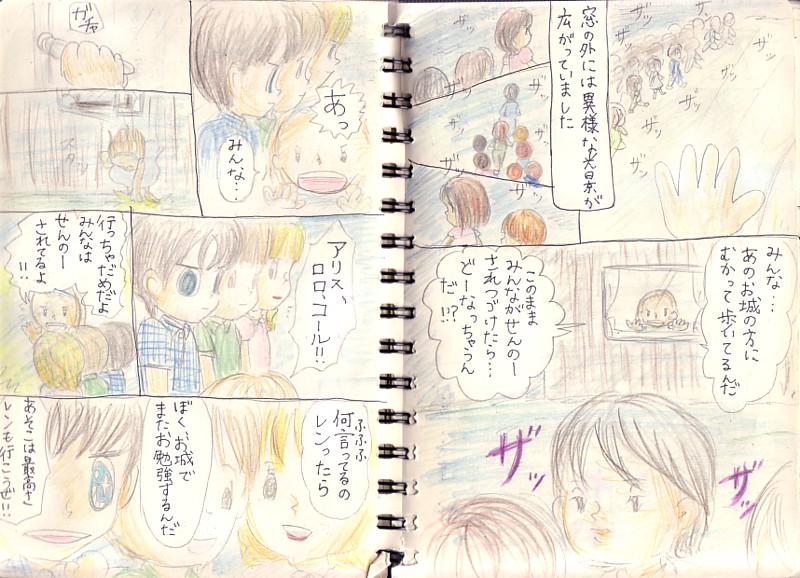 窓の外には異様な光景が
広がっていました
ザッ
ザッ
ザッ
ザッ
ザッ
ザッ
ザッ
ザッ
ザッ
ザッ
ザッ
みんな…
あのお城の方に
むかって歩いてるんだ
このまま
みんながせんのー
されつづけたら…
どーなっちゃうん
だ!!?
ザッ
ザッ
あっ
みんな…
ガチャ
スタッ
アリス、
ロロ、コール!!
行っちゃだめだよ
みんなは
せんのー
されてるよ
!!
ふふふ
何言ってるの
レンったら
ぼく、お城で
またお勉強するんだ
あそこは最高さ
レンも行こうぜ!!